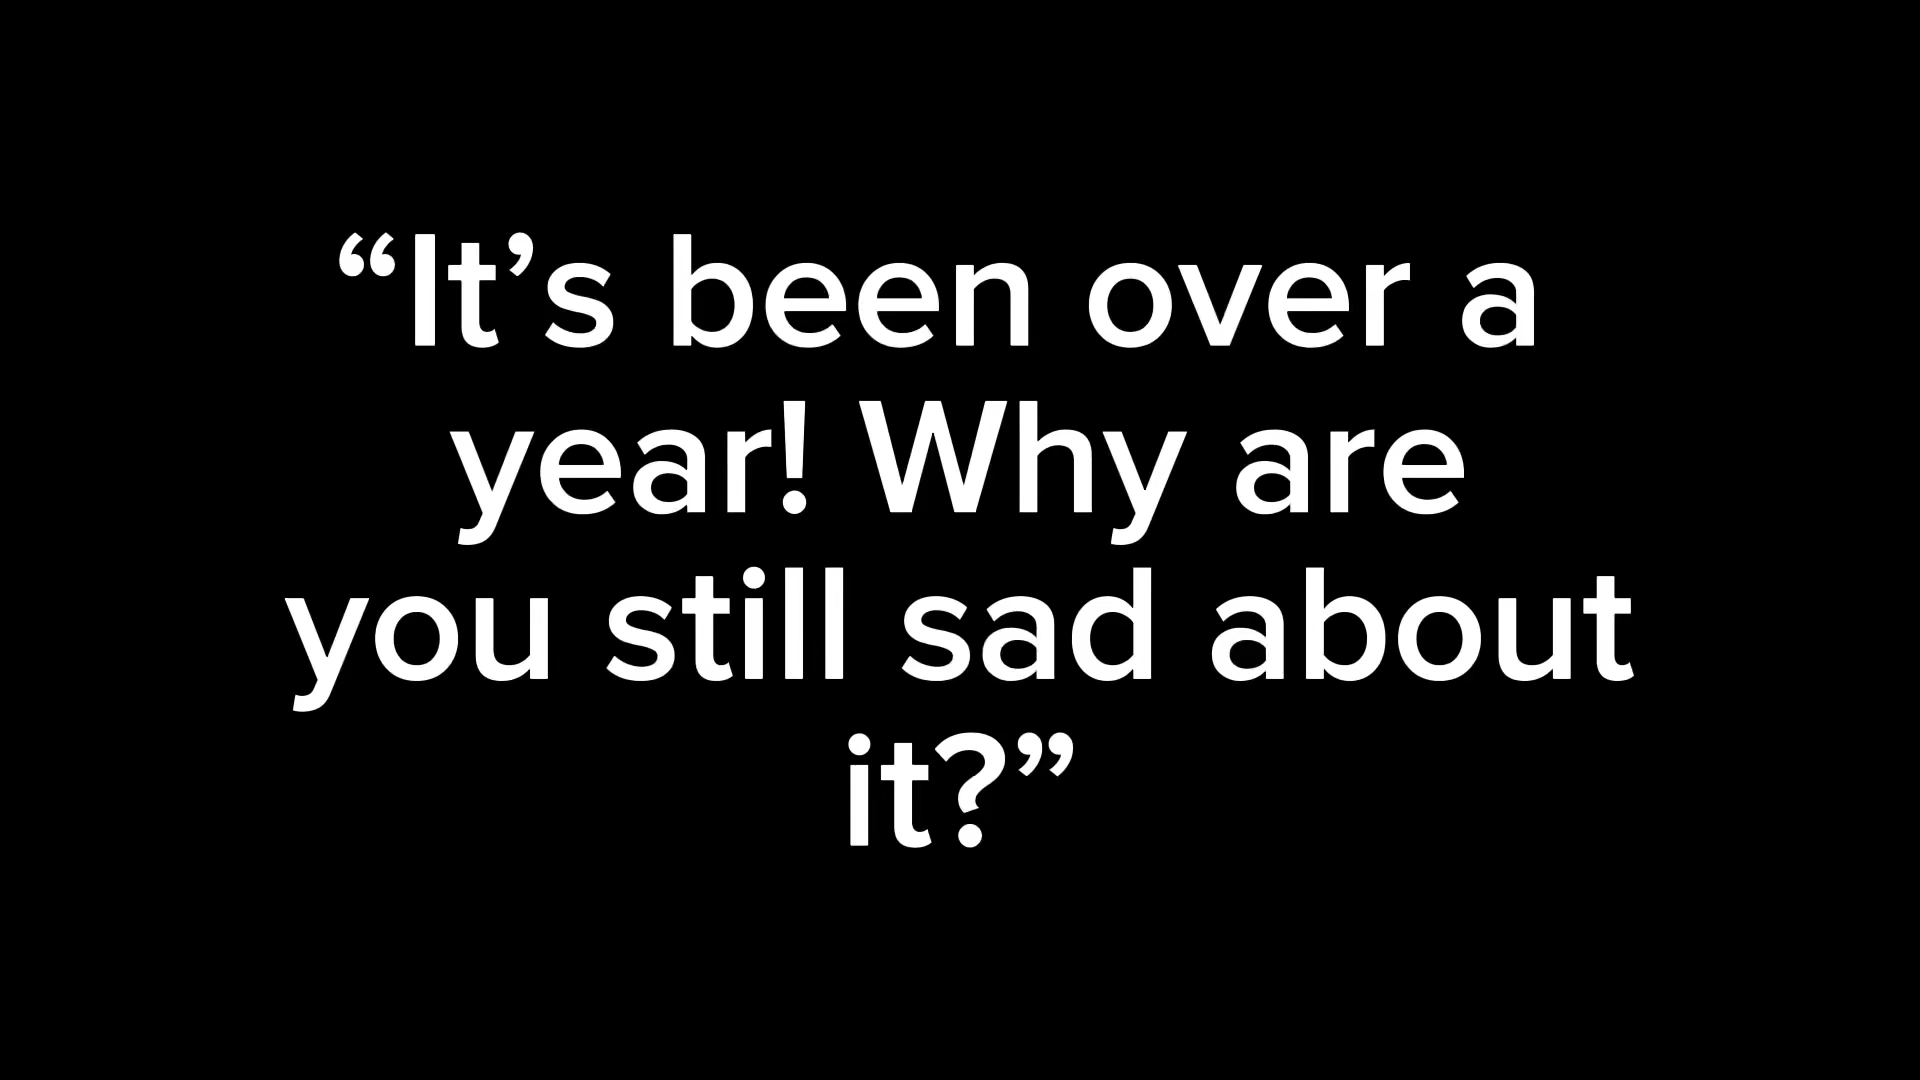 “It’s been over a
year! Why are
you still sad about
it?”